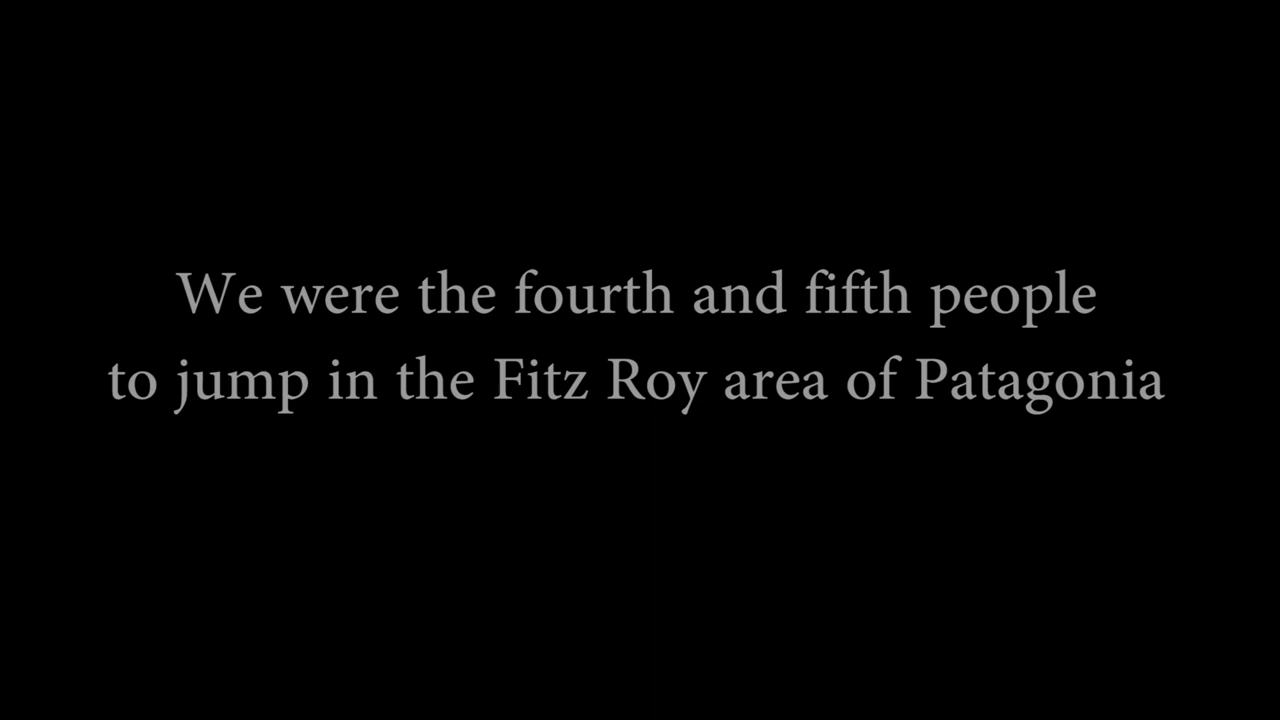 We were the fourth and fifth people
to jump in the Fitz Roy area of Patagonia